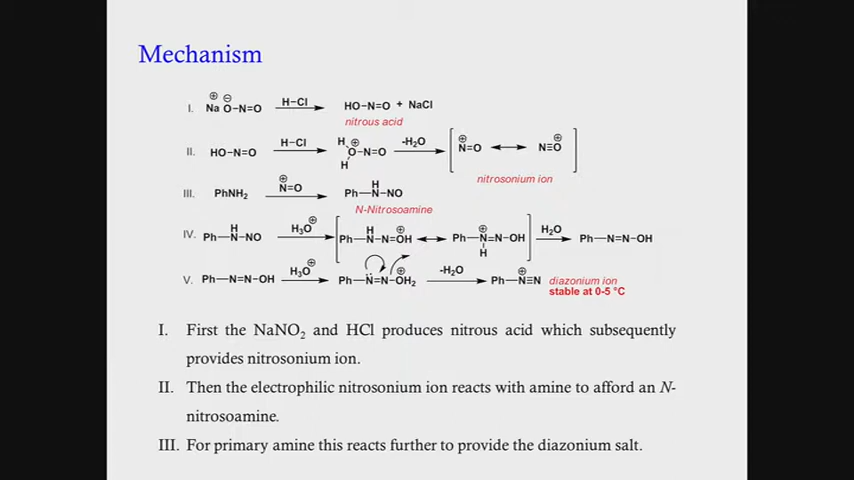 Mechanism
I. Na⊕ ⊖O–N=O H–Cl HO–N=O + NaCl
nitrous acid
II. HO–N=O H–Cl H H ⊕O–N=O -H₂O [ ⊕N=O ↔ N≡O⊕ ]
nitrosonium ion
III. PhNH₂ ⊕N=O Ph–NH–NO
N-Nitrosoamine
IV. Ph–NH–NO H₃O⊕ [ Ph–NH–N=OH⊕ ↔ Ph–N⊕H=N–OH ] H₂O Ph–N=N–OH
V. Ph–N=N–OH H₃O⊕ Ph–N=N–OH₂⊕ -H₂O Ph–N⊕≡N diazonium ion
stable at 0-5 °C
I. First the NaNO₂ and HCl produces nitrous acid which subsequently
provides nitrosonium ion.
II. Then the electrophilic nitrosonium ion reacts with amine to afford an N-
nitrosoamine.
III. For primary amine this reacts further to provide the diazonium salt.